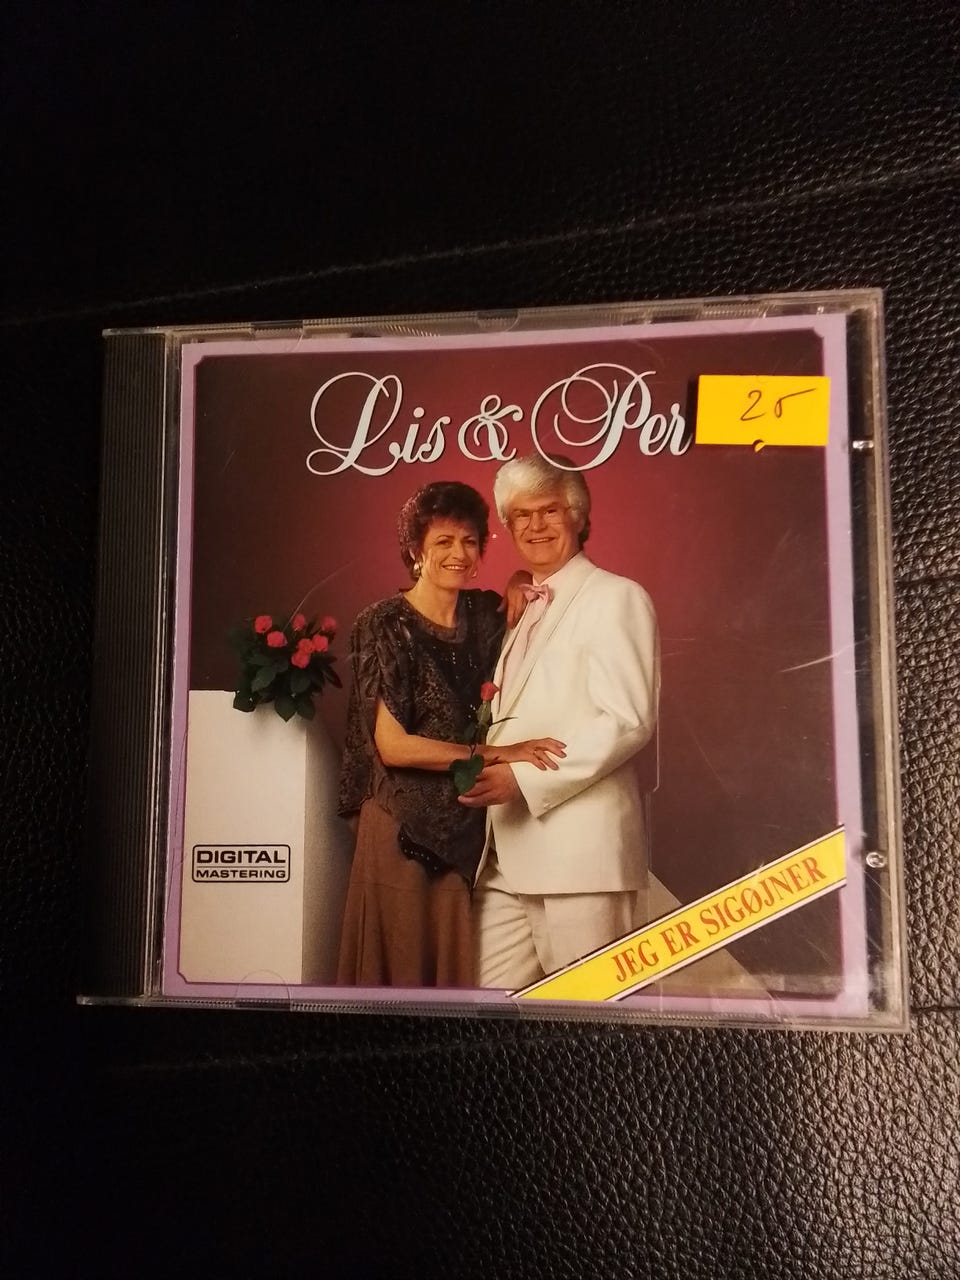 Lis & Per
25
DIGITAL
MASTERING
JEG ER SIGØJNER